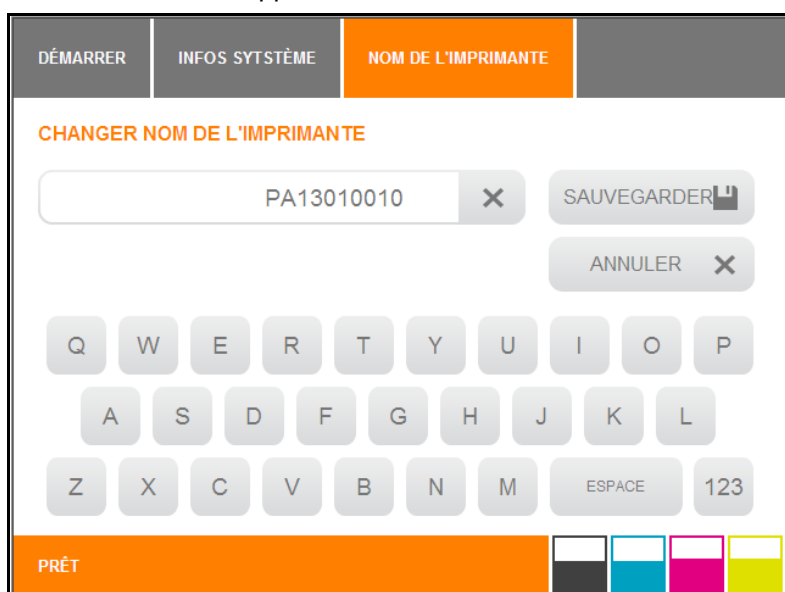 DÉMARRER INFOS SYTSTÈME NOM DE L'IMPRIMANTE
CHANGER NOM DE L'IMPRIMANTE
PA13010010 SAUVEGARDER
ANNULER
Q W E R T Y U I O P
A S D F G H J K L
Z X C V B N M ESPACE 123
PRÊT